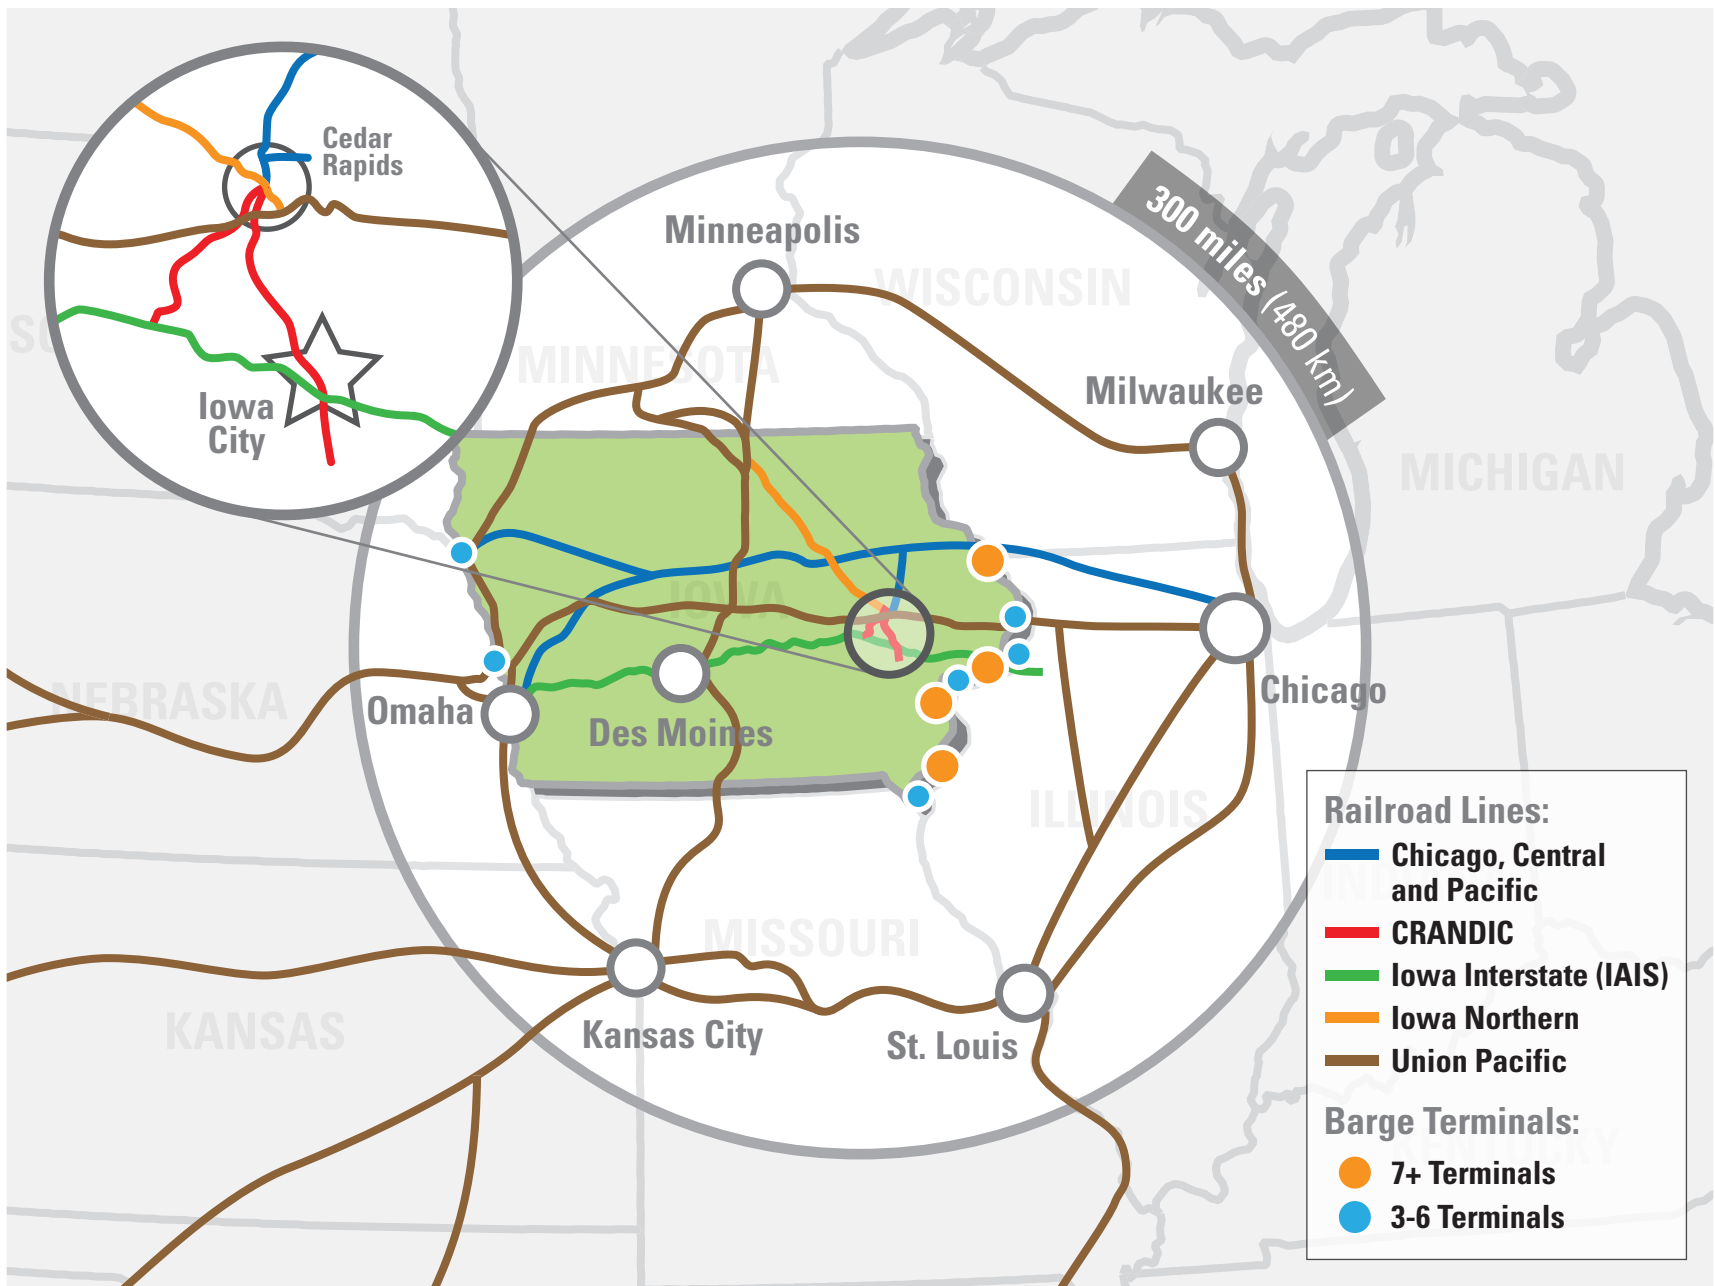 Cedar
Rapids
Iowa
City
Minneapolis
300 miles (480 km)
WISCONSIN
MINNESOTA
Milwaukee
MICHIGAN
IOWA
NEBRASKA
Omaha
Des Moines
Chicago
ILLINOIS
MISSOURI
KANSAS
Kansas City
St. Louis
Railroad Lines:
Chicago, Central
and Pacific
CRANDIC
Iowa Interstate (IAIS)
Iowa Northern
Union Pacific
Barge Terminals:
KENTUCKY
7+ Terminals
3-6 Terminals